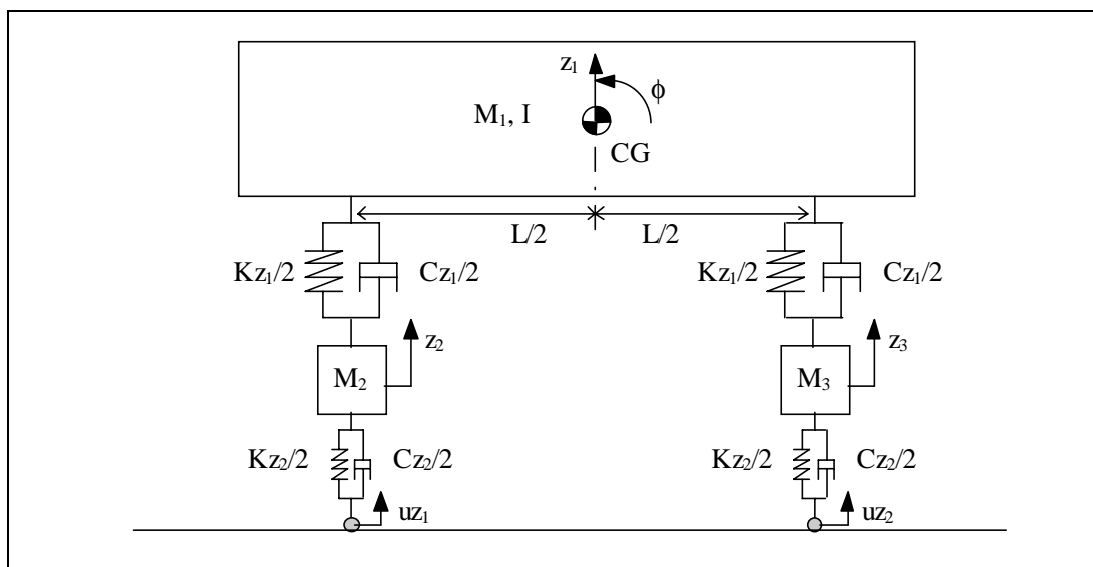 z₁
ϕ
M₁, I
CG
L/2 L/2
Kz₁/2 Cz₁/2 Kz₁/2 Cz₁/2
z₂ z₃
M₂ M₃
Kz₂/2 Cz₂/2 Kz₂/2 Cz₂/2
uz₁ uz₂